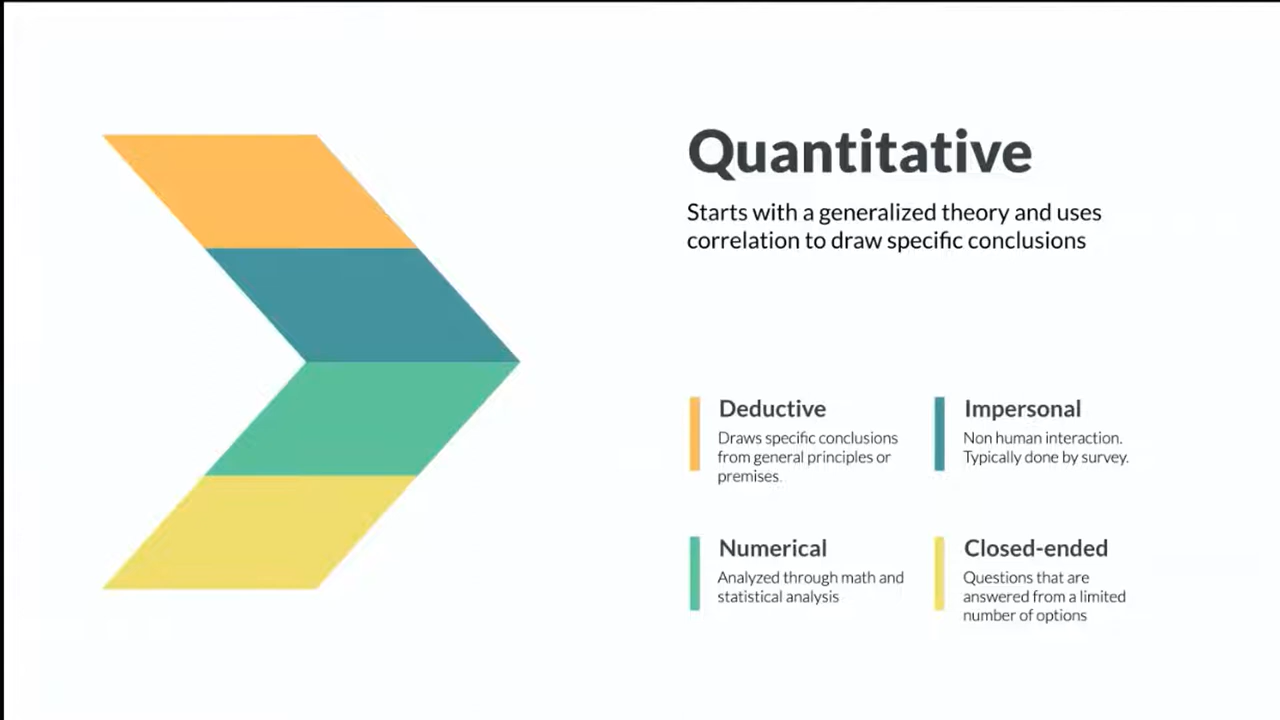 Quantitative
Starts with a generalized theory and uses
correlation to draw specific conclusions
Deductive
Draws specific conclusions
from general principles or
premises.
Impersonal
Non human interaction.
Typically done by survey.
Numerical
Analyzed through math and
statistical analysis
Closed-ended
Questions that are
answered from a limited
number of options